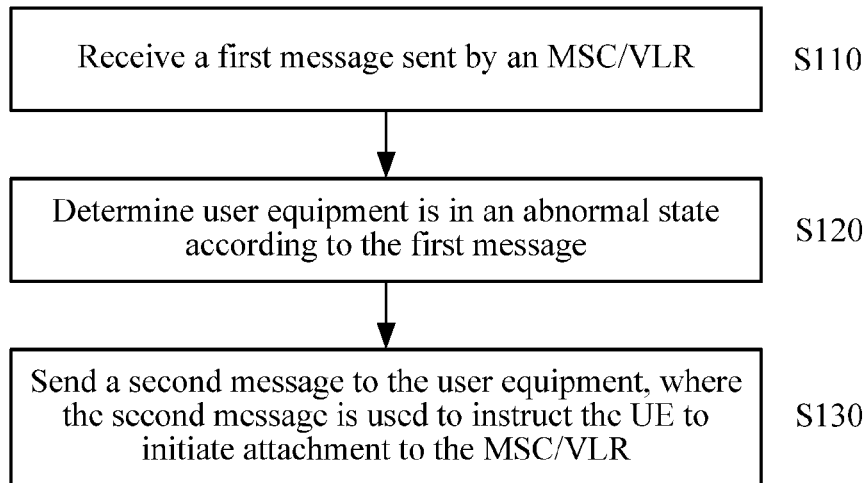 Receive a first message sent by an MSC/VLR
S110
Determine user equipment is in an abnormal state
according to the first message
S120
Send a second message to the user equipment, where
the second message is used to instruct the UE to
initiate attachment to the MSC/VLR
S130